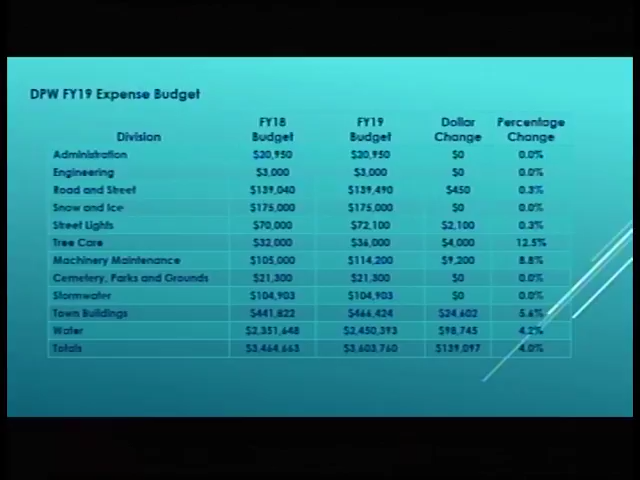 DPW FY19 Expense Budget
Division FY18 Budget FY19 Budget Dollar Change Percentage Change
Administration $20,950 $20,950 $0 0.0%
Engineering $3,000 $3,000 $0 0.0%
Road and Street $139,040 $139,490 $450 0.3%
Snow and Ice $175,000 $175,000 $0 0.0%
Street Lights $70,000 $72,100 $2,100 0.3%
Tree Care $32,000 $36,000 $4,000 12.5%
Machinery Maintenance $105,000 $114,200 $9,200 8.8%
Cemetery, Parks and Grounds $21,300 $21,300 $0 0.0%
Stormwater $104,903 $104,903 $0 0.0%
Town Buildings $441,822 $466,424 $24,602 5.6%
Water $2,351,648 $2,450,393 $98,745 4.2%
Totals $3,464,663 $3,603,760 $139,097 4.0%